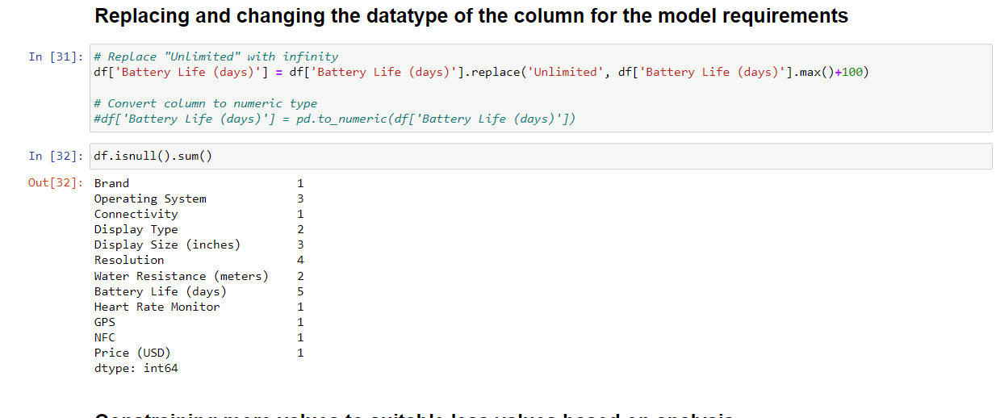 Replacing and changing the datatype of the column for the model requirements
In [31]: # Replace "Unlimited" with infinity
df['Battery Life (days)'] = df['Battery Life (days)'].replace('Unlimited', df['Battery Life (days)'].max()+100)
# Convert column to numeric type
#df['Battery Life (days)'] = pd.to_numeric(df['Battery Life (days)'])
In [32]: df.isnull().sum()
Out[32]: Brand 1
Operating System 3
Connectivity 1
Display Type 2
Display Size (inches) 3
Resolution 4
Water Resistance (meters) 2
Battery Life (days) 5
Heart Rate Monitor 1
GPS 1
NFC 1
Price (USD) 1
dtype: int64